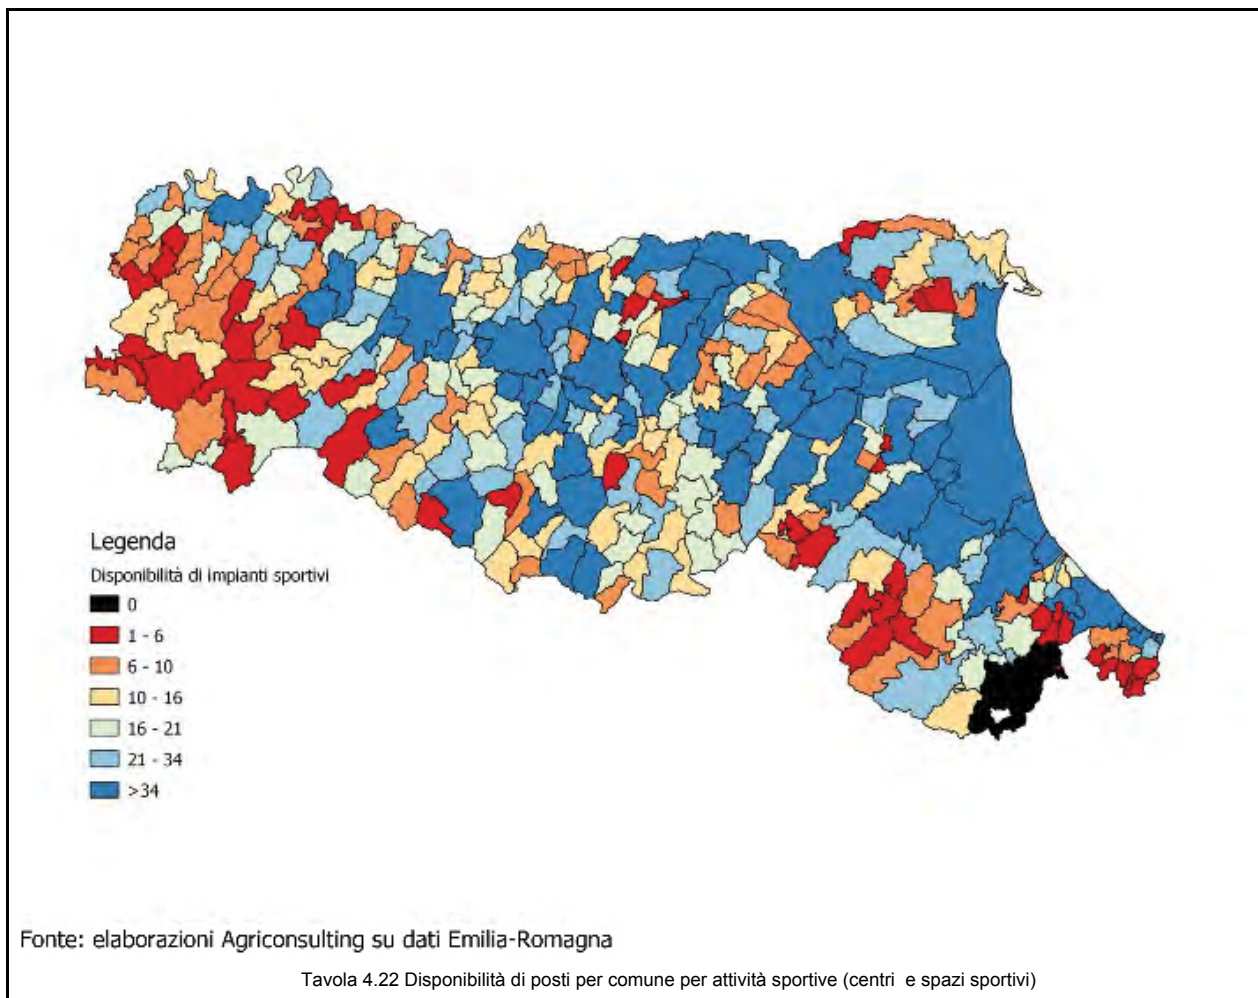 Legenda
Disponibilità di impianti sportivi
0
1 - 6
6 - 10
10 - 16
16 - 21
21 - 34
>34
Fonte: elaborazioni Agriconsulting su dati Emilia-Romagna
Tavola 4.22 Disponibilità di posti per comune per attività sportive (centri e spazi sportivi)